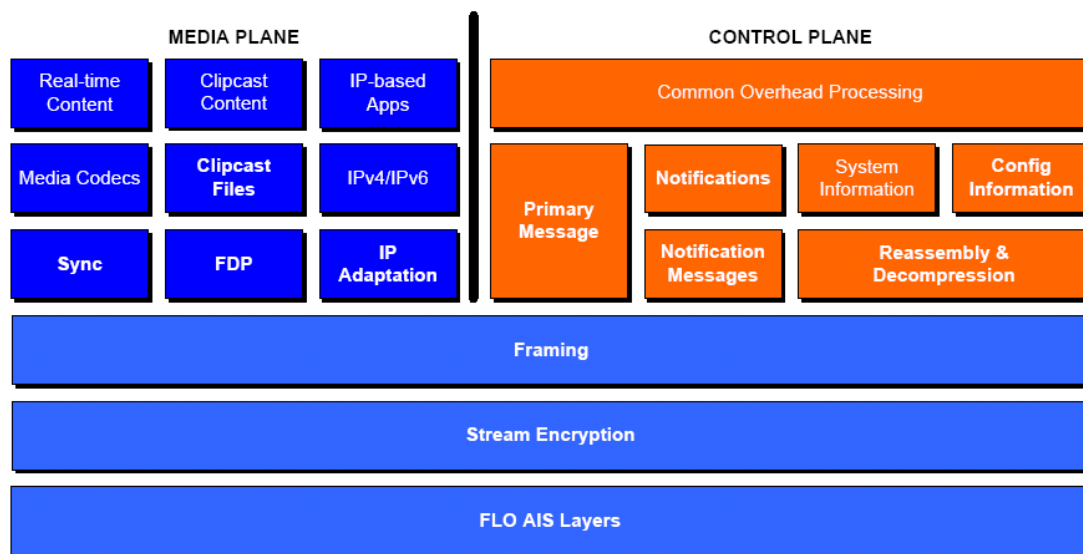 MEDIA PLANE
CONTROL PLANE
Real-time
Content
Clipcast
Content
IP-based
Apps
Common Overhead Processing
Media Codecs
Clipcast
Files
IPv4/IPv6
Primary
Message
Notifications
System
Information
Config
Information
Sync
FDP
IP
Adaptation
Notification
Messages
Reassembly &
Decompression
Framing
Stream Encryption
FLO AIS Layers